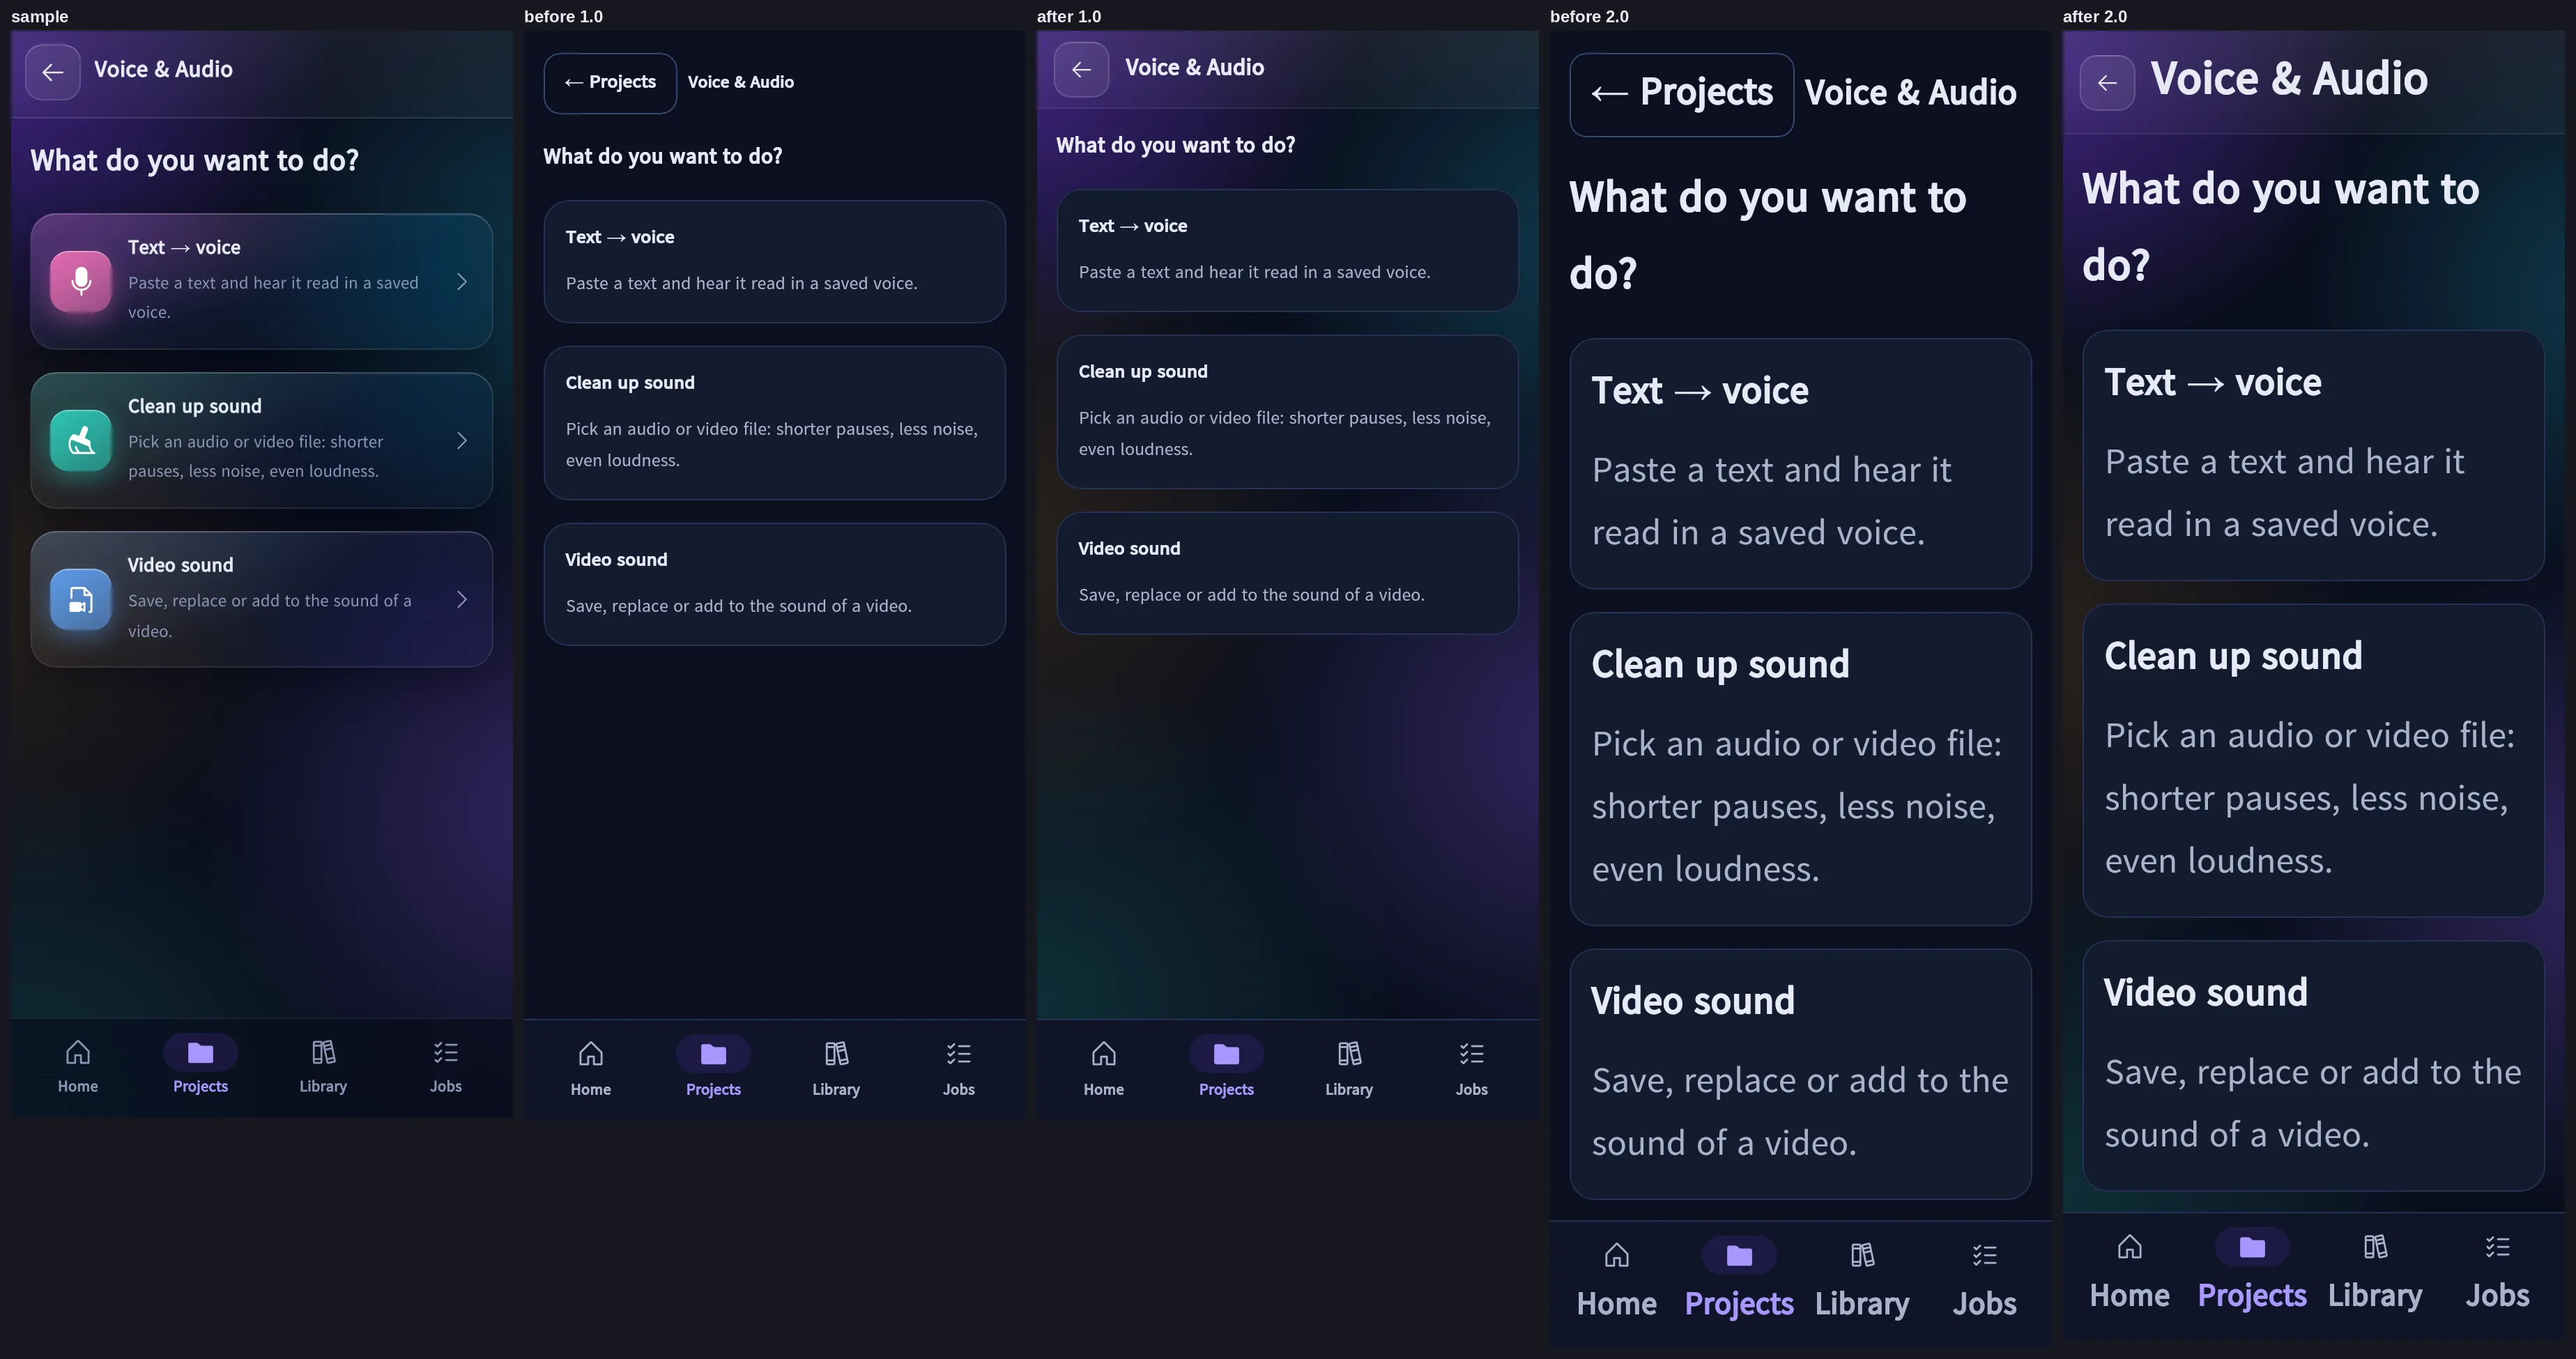 sample
Voice & Audio
What do you want to do?
Text → voice
Paste a text and hear it read in a saved
voice.
Clean up sound
Pick an audio or video file: shorter
pauses, less noise, even loudness.
Video sound
Save, replace or add to the sound of a
video.
Home Projects Library Jobs
before 1.0
← Projects Voice & Audio
What do you want to do?
Text → voice
Paste a text and hear it read in a saved voice.
Clean up sound
Pick an audio or video file: shorter pauses, less noise,
even loudness.
Video sound
Save, replace or add to the sound of a video.
Home Projects Library Jobs
after 1.0
Voice & Audio
What do you want to do?
Text → voice
Paste a text and hear it read in a saved voice.
Clean up sound
Pick an audio or video file: shorter pauses, less noise,
even loudness.
Video sound
Save, replace or add to the sound of a video.
Home Projects Library Jobs
before 2.0
← Projects Voice & Audio
What do you want to
do?
Text → voice
Paste a text and hear it
read in a saved voice.
Clean up sound
Pick an audio or video file:
shorter pauses, less noise,
even loudness.
Video sound
Save, replace or add to the
sound of a video.
Home Projects Library Jobs
after 2.0
Voice & Audio
What do you want to
do?
Text → voice
Paste a text and hear it
read in a saved voice.
Clean up sound
Pick an audio or video file:
shorter pauses, less noise,
even loudness.
Video sound
Save, replace or add to the
sound of a video.
Home Projects Library Jobs